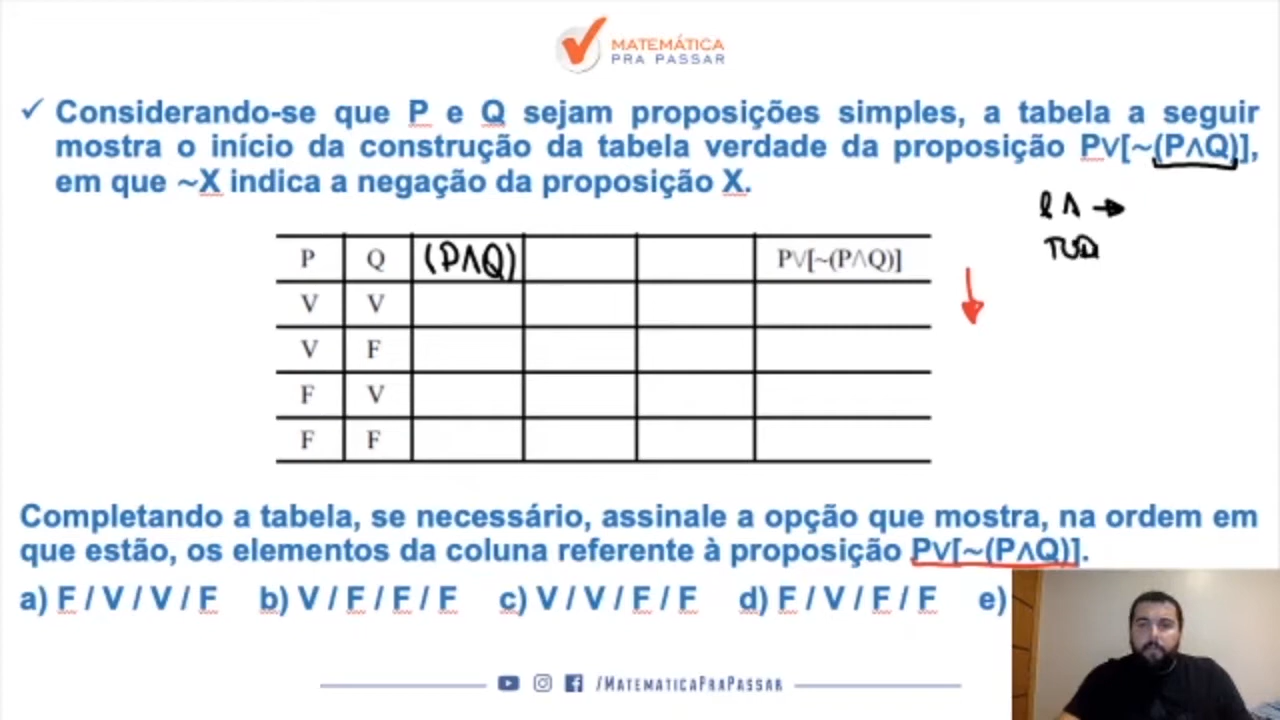 MATEMÁTICA
PRA PASSAR
✓ Considerando-se que P e Q sejam proposições simples, a tabela a seguir
mostra o início da construção da tabela verdade da proposição P∨[~(P∧Q)],
em que ~X indica a negação da proposição X.
∧ →
P Q (P∧Q) P∨[~(P∧Q)]
V V
V F
F V
F F
Completando a tabela, se necessário, assinale a opção que mostra, na ordem em
que estão, os elementos da coluna referente à proposição P∨[~(P∧Q)].
a) F / V / V / F b) V / F / F / F c) V / V / F / F d) F / V / F / F e)
/MATEMATICAPRAPASSAR